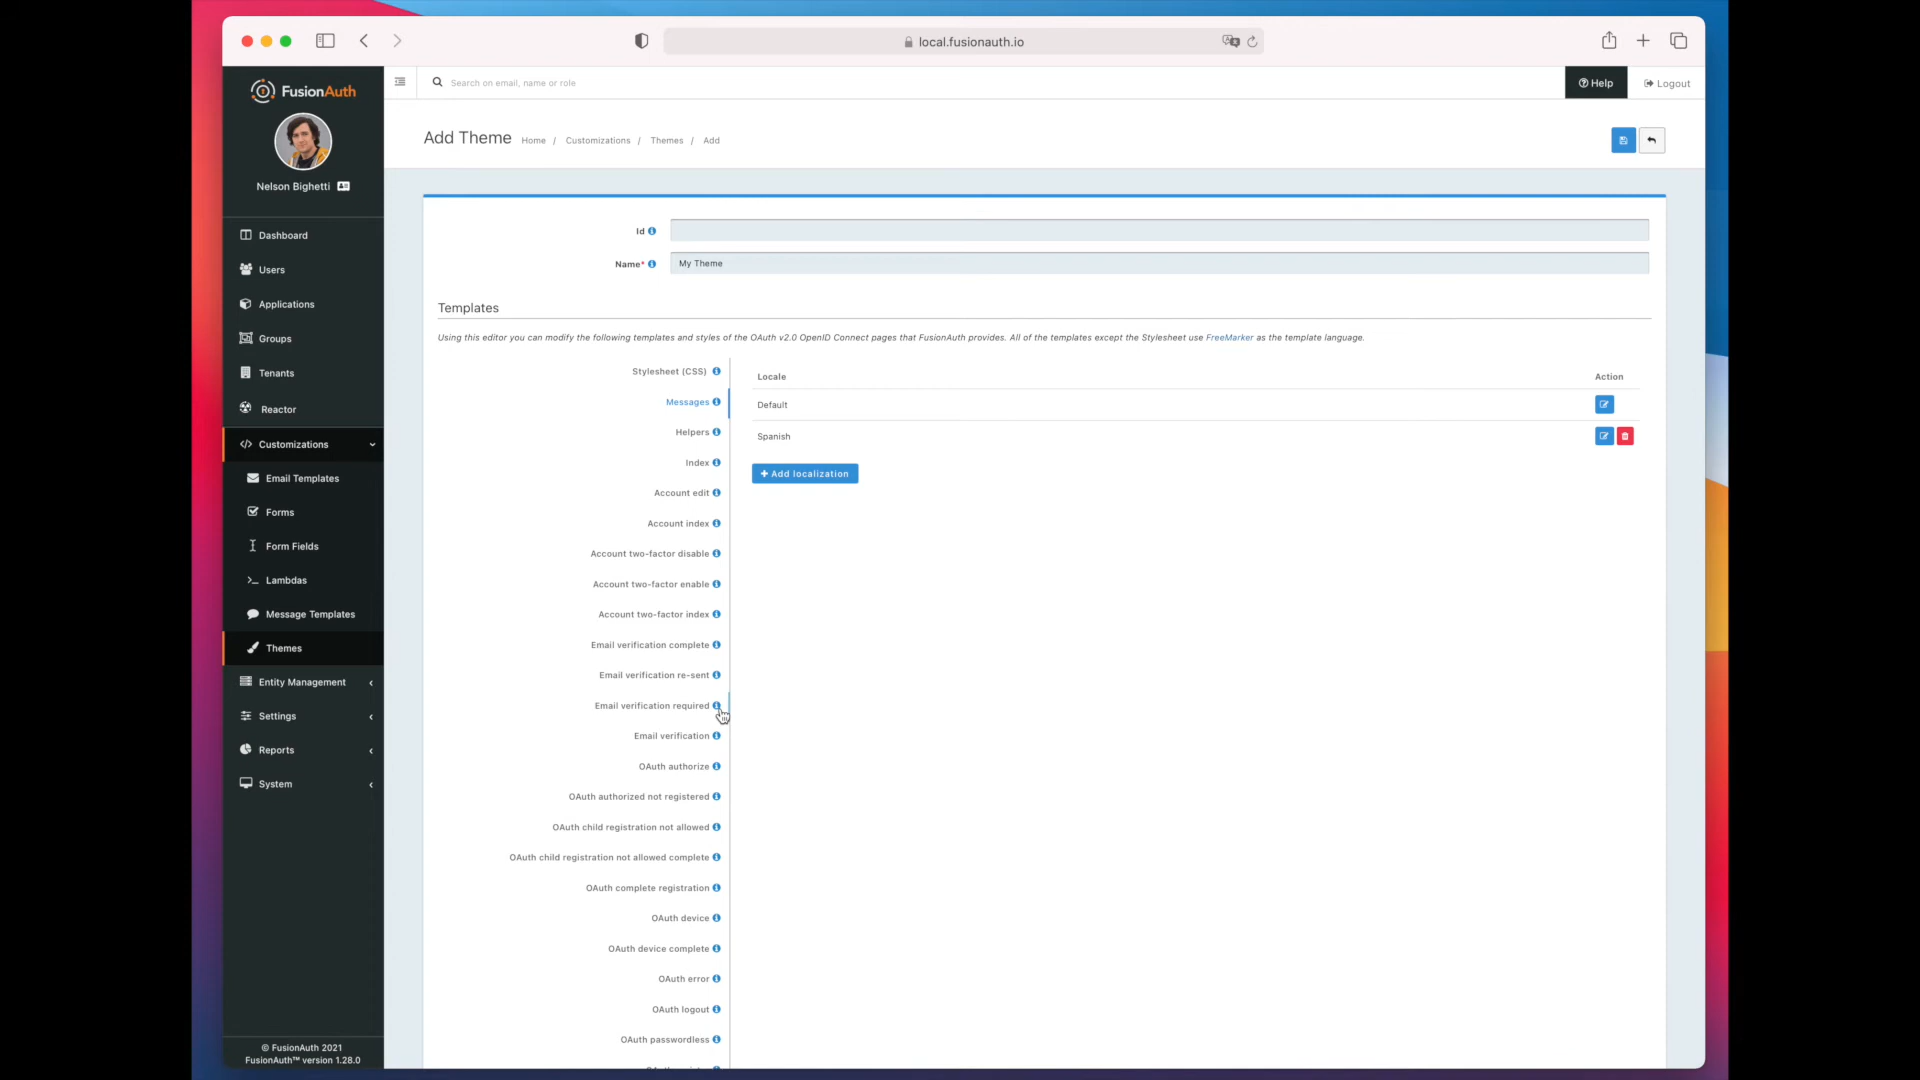 local.fusionauth.io
FusionAuth
Nelson Bighetti
Dashboard
Users
Applications
Groups
Tenants
Reactor
Customizations
Email Templates
Forms
Form Fields
Lambdas
Message Templates
Themes
Entity Management
Settings
Reports
System
© FusionAuth 2021
FusionAuth™ version 1.28.0
Search on email, name or role
Help
Logout
Add Theme
Home / Customizations / Themes / Add
Id
Name*
My Theme
Templates
Using this editor you can modify the following templates and styles of the OAuth v2.0 OpenID Connect pages that FusionAuth provides. All of the templates except the Stylesheet use FreeMarker as the template language.
Stylesheet (CSS)
Messages
Helpers
Index
Account edit
Account index
Account two-factor disable
Account two-factor enable
Account two-factor index
Email verification complete
Email verification re-sent
Email verification required
Email verification
OAuth authorize
OAuth authorized not registered
OAuth child registration not allowed
OAuth child registration not allowed complete
OAuth complete registration
OAuth device
OAuth device complete
OAuth error
OAuth logout
OAuth passwordless
Locale Action
Default
Spanish
Add localization